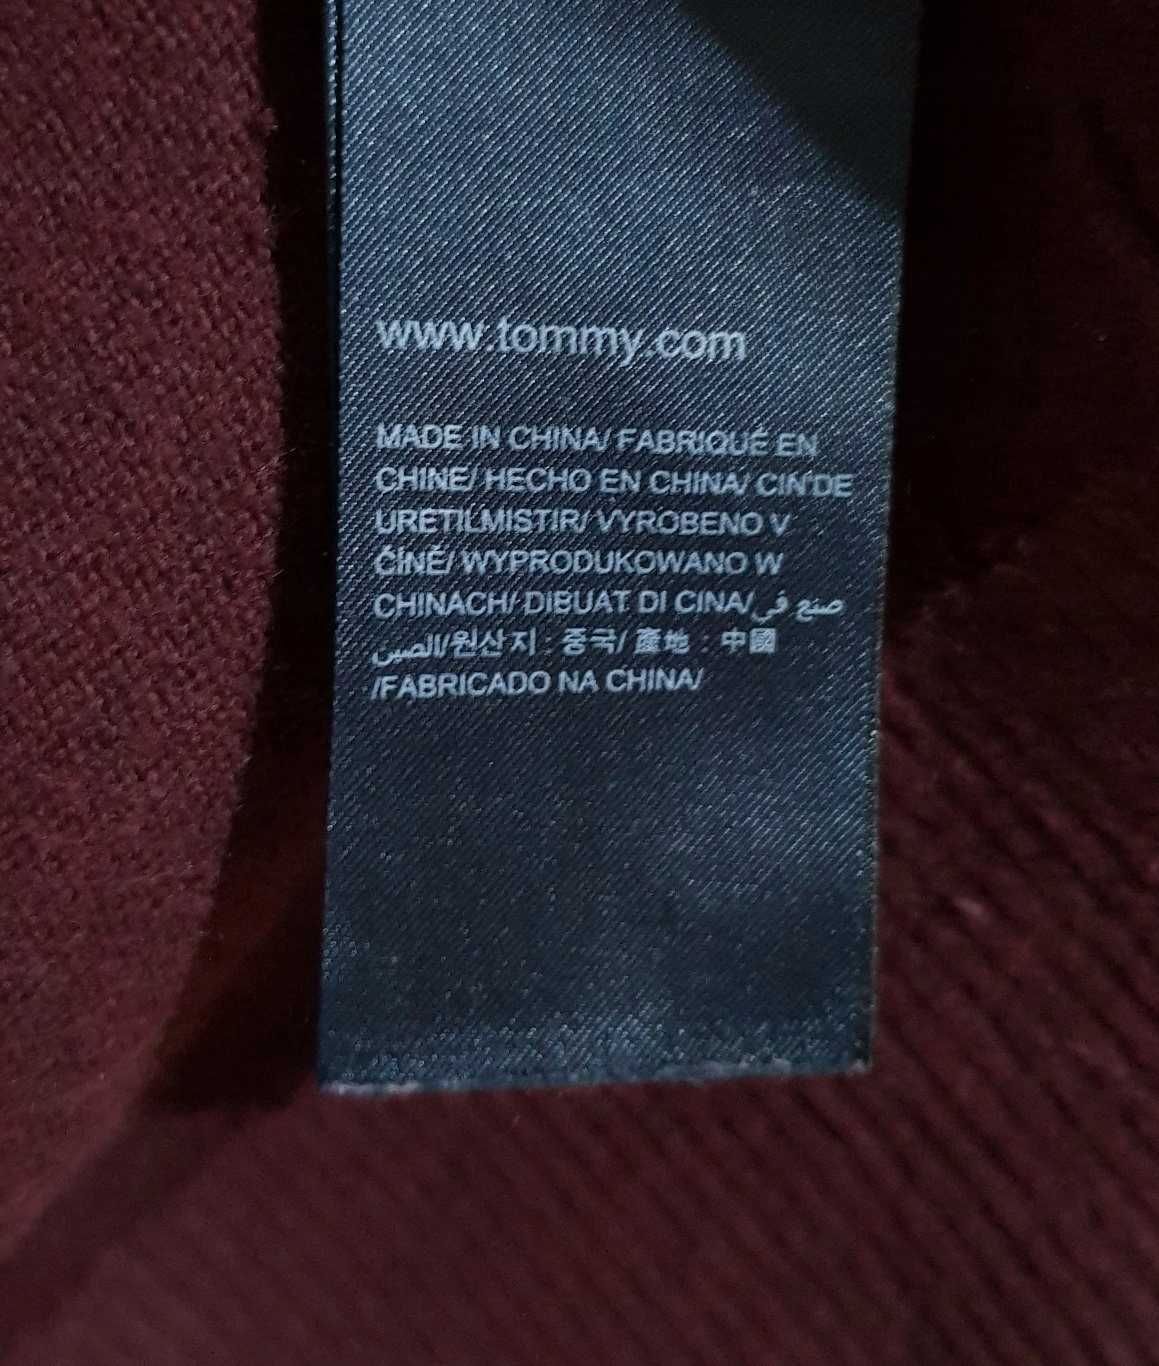 www.tommy.com
MADE IN CHINA/ FABRIQUÉ EN
CHINE/ HECHO EN CHINA/ CIN'DE
URETILMISTIR/ VYROBENO V
ČÍNĚ/ WYPRODUKOWANO W
CHINACH/ DIBUAT DI CINA/صنع في
الصين/원산지 : 중국/ 產地 : 中國
/FABRICADO NA CHINA/